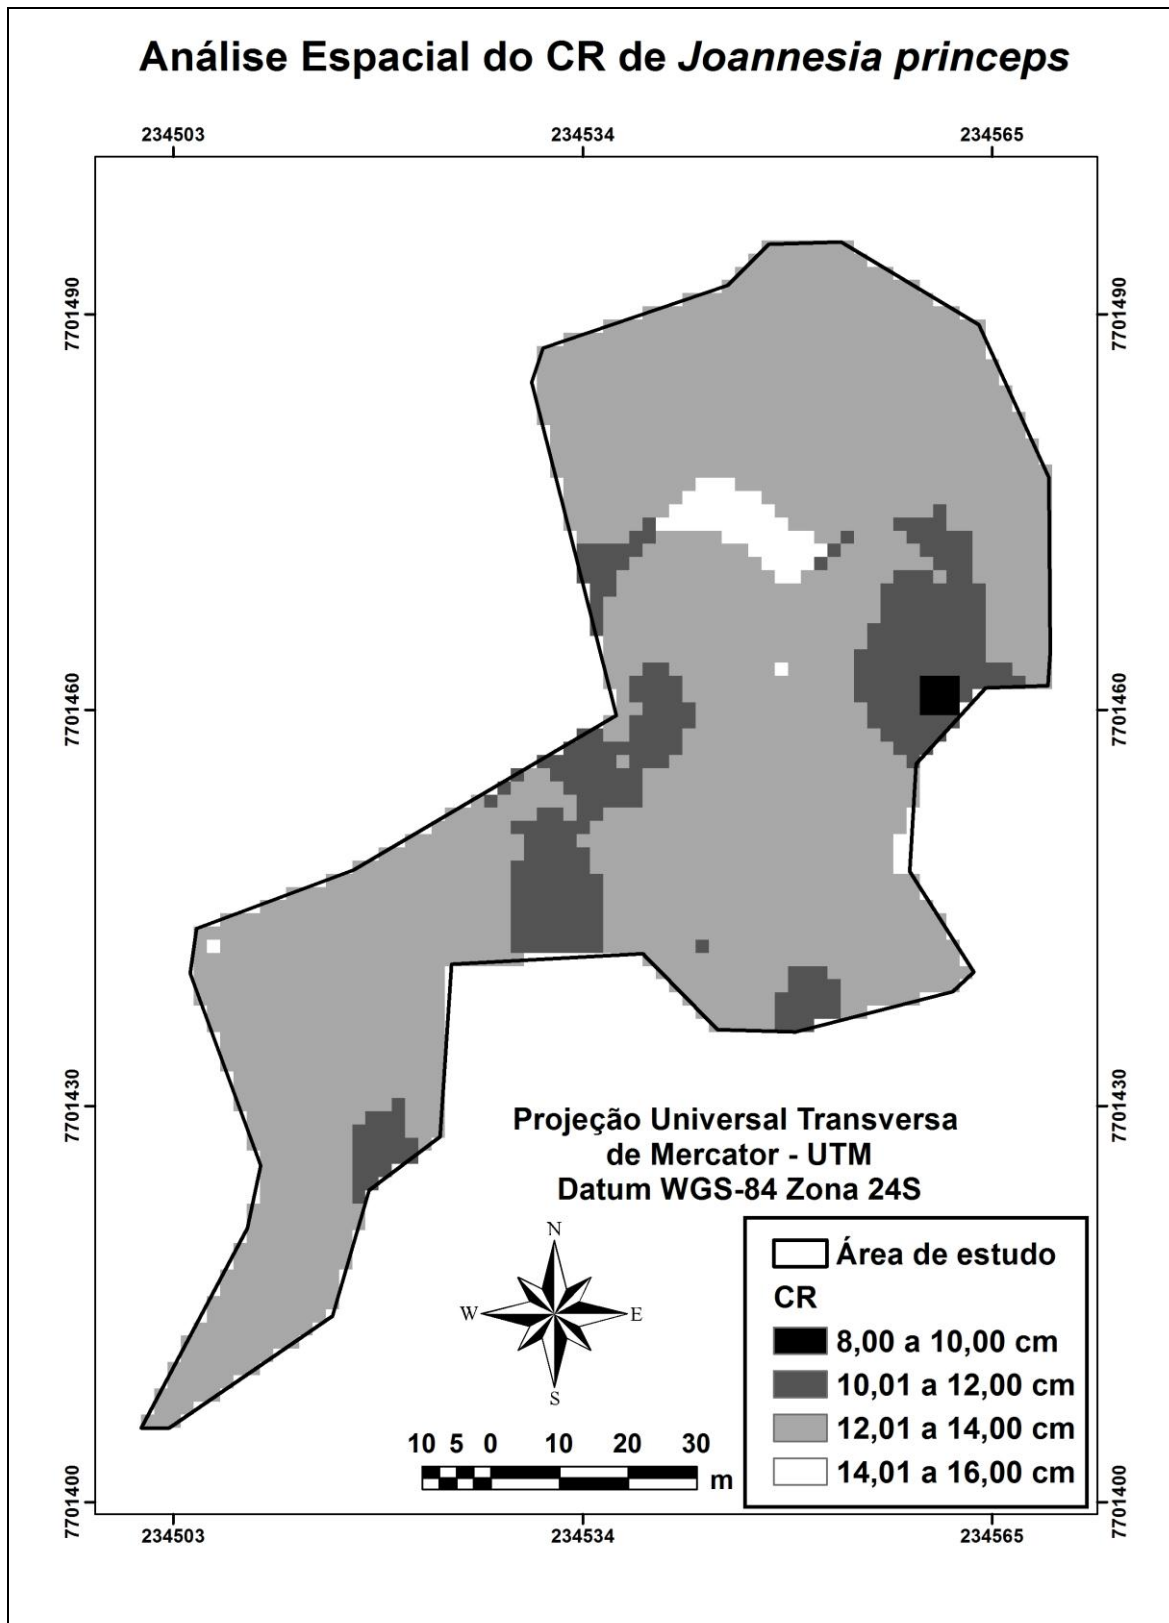 Análise Espacial do CR de Joannesia princeps
234503 234534 234565
7701490 7701490
7701460 7701460
7701430 7701430
Projeção Universal Transversa
de Mercator - UTM
Datum WGS-84 Zona 24S
N
W E
S
Área de estudo
CR
8,00 a 10,00 cm
10,01 a 12,00 cm
12,01 a 14,00 cm
14,01 a 16,00 cm
10 5 0 10 20 30
m
7701400 7701400
234503 234534 234565